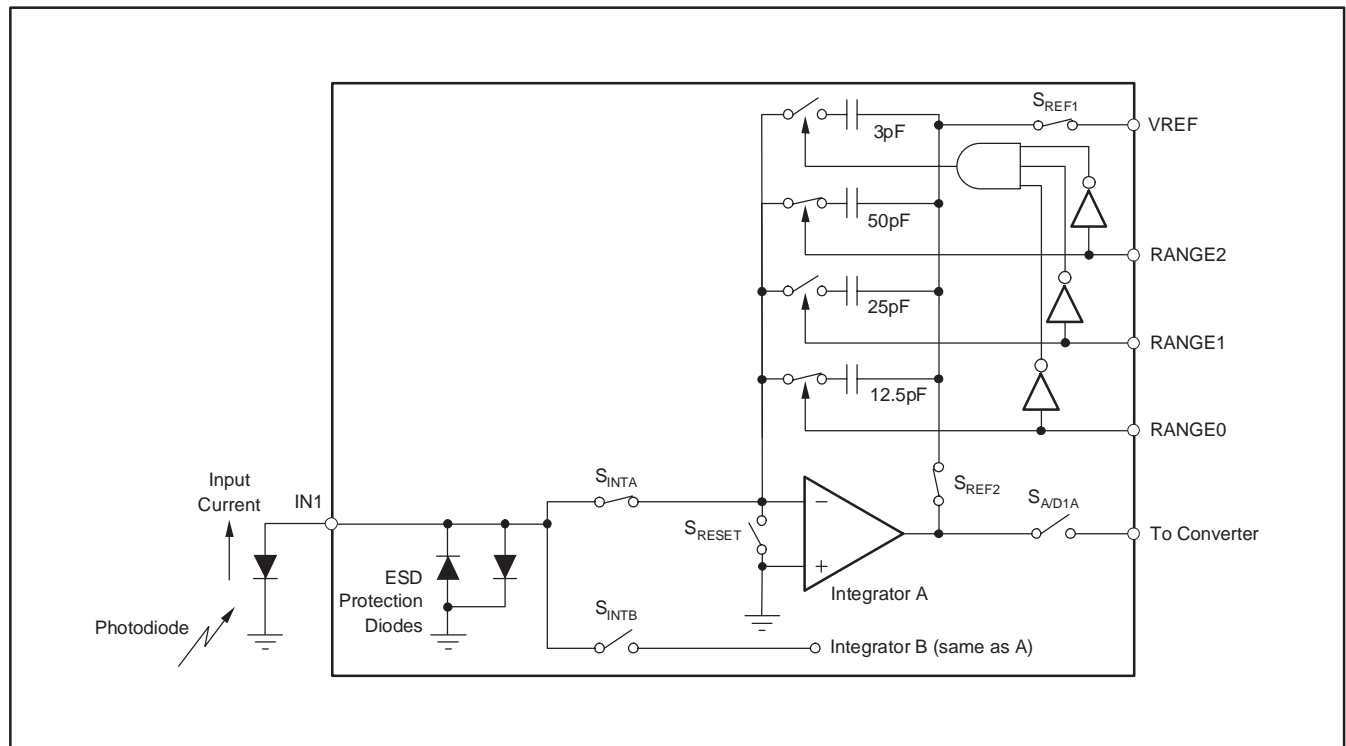 S_REF1
VREF
3pF
50pF
RANGE2
25pF
RANGE1
12.5pF
RANGE0
Input
Current
IN1
S_INTA
S_REF2
S_A/D1A
S_RESET
−
+
To Converter
ESD
Protection
Diodes
Integrator A
Photodiode
S_INTB
Integrator B (same as A)